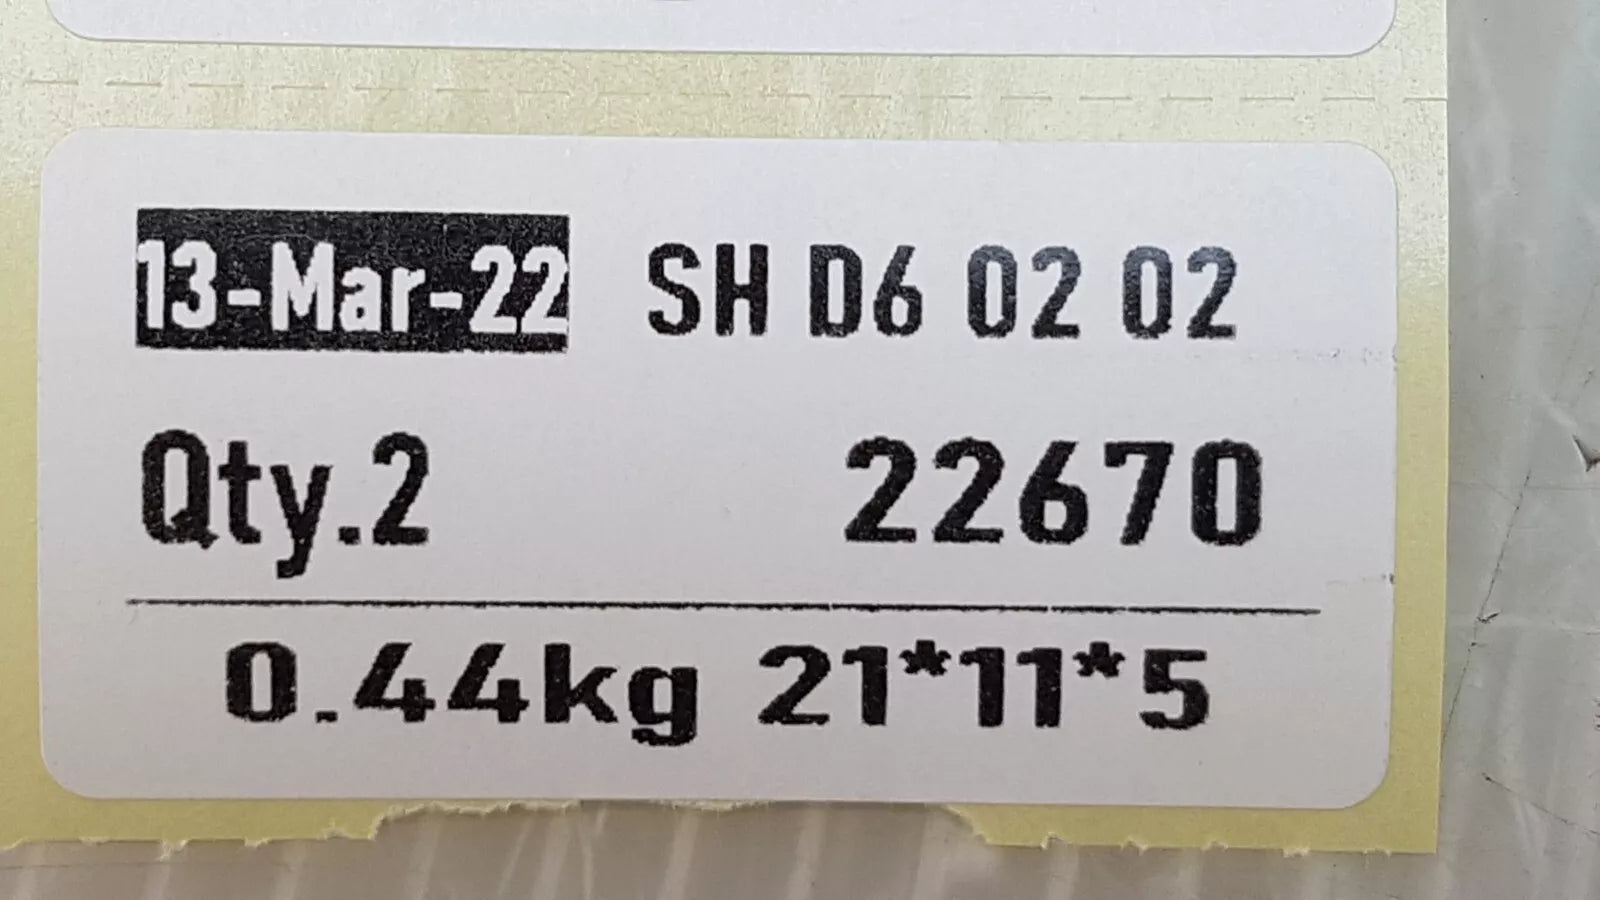 13-Mar-22 SH D6 02 02
Qty.2 22670
0.44kg 21*11*5